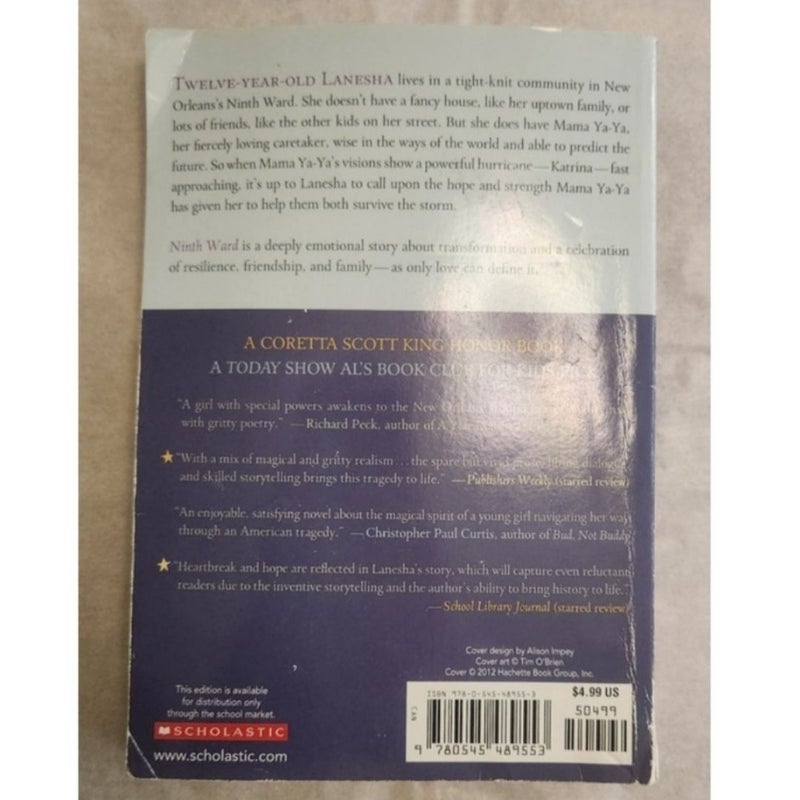 TWELVE-YEAR-OLD LANESHA lives in a tight-knit community in New
Orleans's Ninth Ward. She doesn't have a fancy house, like her uptown family, or
lots of friends, like the other kids on her street. But she does have Mama Ya-Ya,
her fiercely loving caretaker, wise in the ways of the world and able to predict the
future. So when Mama Ya-Ya's visions show a powerful hurricane—Katrina—fast
approaching, it's up to Lanesha to call upon the hope and strength Mama Ya-Ya
has given her to help them both survive the storm.
Ninth Ward is a deeply emotional story about transformation and a celebration
of resilience, friendship, and family—as only love can define it.
A CORETTA SCOTT KING HONOR BOOK
A TODAY SHOW AL'S BOOK CLUB FOR KIDS
"A girl with special powers awakens to the New Orleans
with gritty poetry." —Richard Peck, author of A
"With a mix of magical and gritty realism . . . the spare but vivid prose, dialogue
and skilled storytelling brings this tragedy to life." —Publishers Weekly (starred review)
"An enjoyable, satisfying novel about the magical spirit of a young girl navigating her way
through an American tragedy." —Christopher Paul Curtis, author of Bud, Not Buddy
"Heartbreak and hope are reflected in Lanesha's story, which will capture even reluctant
readers due to the inventive storytelling and the author's ability to bring history to life."
—School Library Journal (starred review)
Cover design by Alison Impey
Cover art © Tim O'Brien
Cover © 2012 Hachette Book Group, Inc.
This edition is available
for distribution only
through the school market.
SCHOLASTIC
www.scholastic.com
ISBN 978-0-545-48955-3
$4.99 US
50499
CAN
9 780545 489553